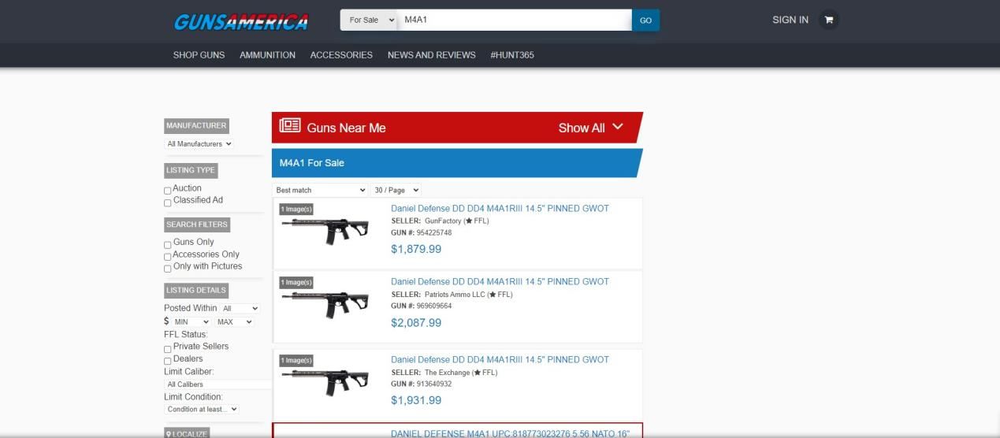 GUNSAMERICA
For Sale M4A1 GO
SIGN IN
SHOP GUNS AMMUNITION ACCESSORIES NEWS AND REVIEWS #HUNT365
MANUFACTURER
All Manufacturers
LISTING TYPE
Auction
Classified Ad
SEARCH FILTERS
Guns Only
Accessories Only
Only with Pictures
LISTING DETAILS
Posted Within All
$ MIN MAX
FFL Status:
Private Sellers
Dealers
Limit Caliber:
All Calibers
Limit Condition:
Condition at least...
LOCALIZE
Guns Near Me Show All
M4A1 For Sale
Best match 30 / Page
1 Image(s)
Daniel Defense DD DD4 M4A1RIII 14.5" PINNED GWOT
SELLER: GunFactory (★ FFL)
GUN #: 954225748
$1,879.99
1 Image(s)
Daniel Defense DD DD4 M4A1RIII 14.5" PINNED GWOT
SELLER: Patriots Ammo LLC (★ FFL)
GUN #: 969609664
$2,087.99
1 Image(s)
Daniel Defense DD DD4 M4A1RIII 14.5" PINNED GWOT
SELLER: The Exchange (★ FFL)
GUN #: 913640932
$1,931.99
DANIEL DEFENSE M4A1 UPC 818773023276 5.56 NATO 16"